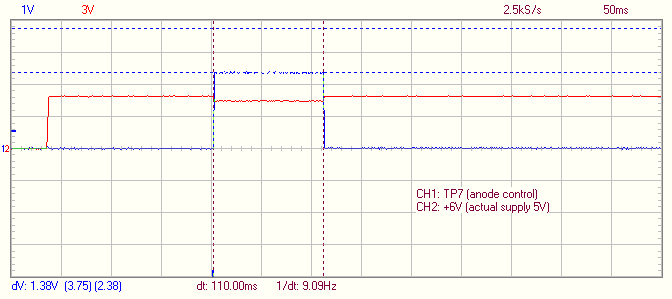 1V 3V 2.5kS/s 50ms
12
CH1: TP7 (anode control)
CH2: +6V (actual supply 5V)
dV: 1.38V (3.75) (2.38) dt: 110.00ms 1/dt: 9.09Hz